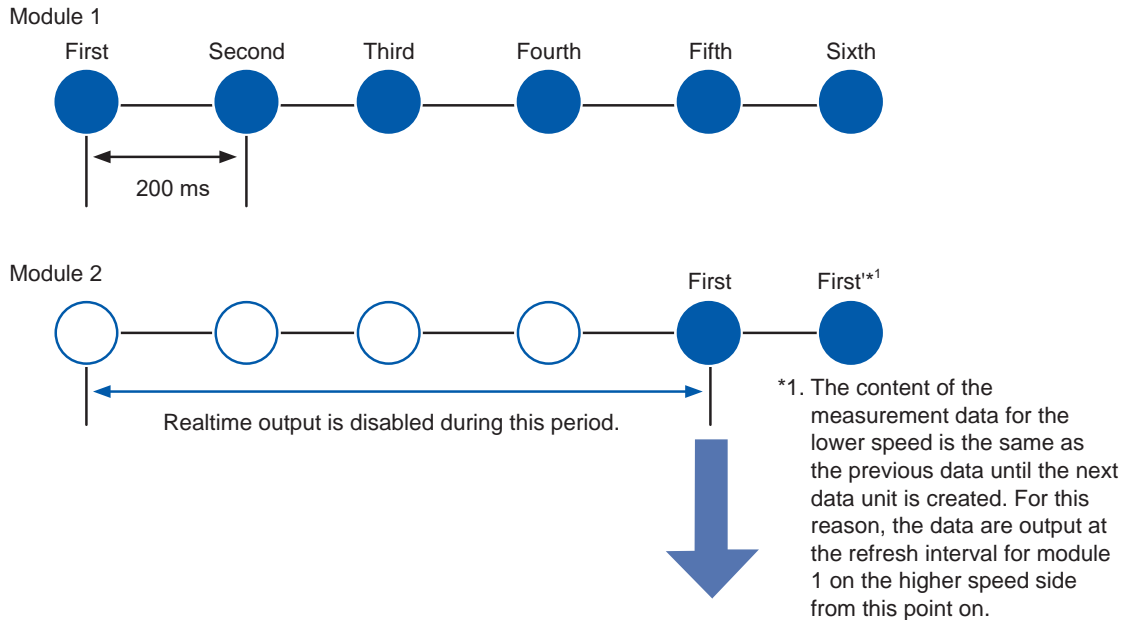 Module 1
First Second Third Fourth Fifth Sixth
200 ms
Module 2
First First'*1
Realtime output is disabled during this period.
*1. The content of the
measurement data for the
lower speed is the same as
the previous data until the next
data unit is created. For this
reason, the data are output at
the refresh interval for module
1 on the higher speed side
from this point on.